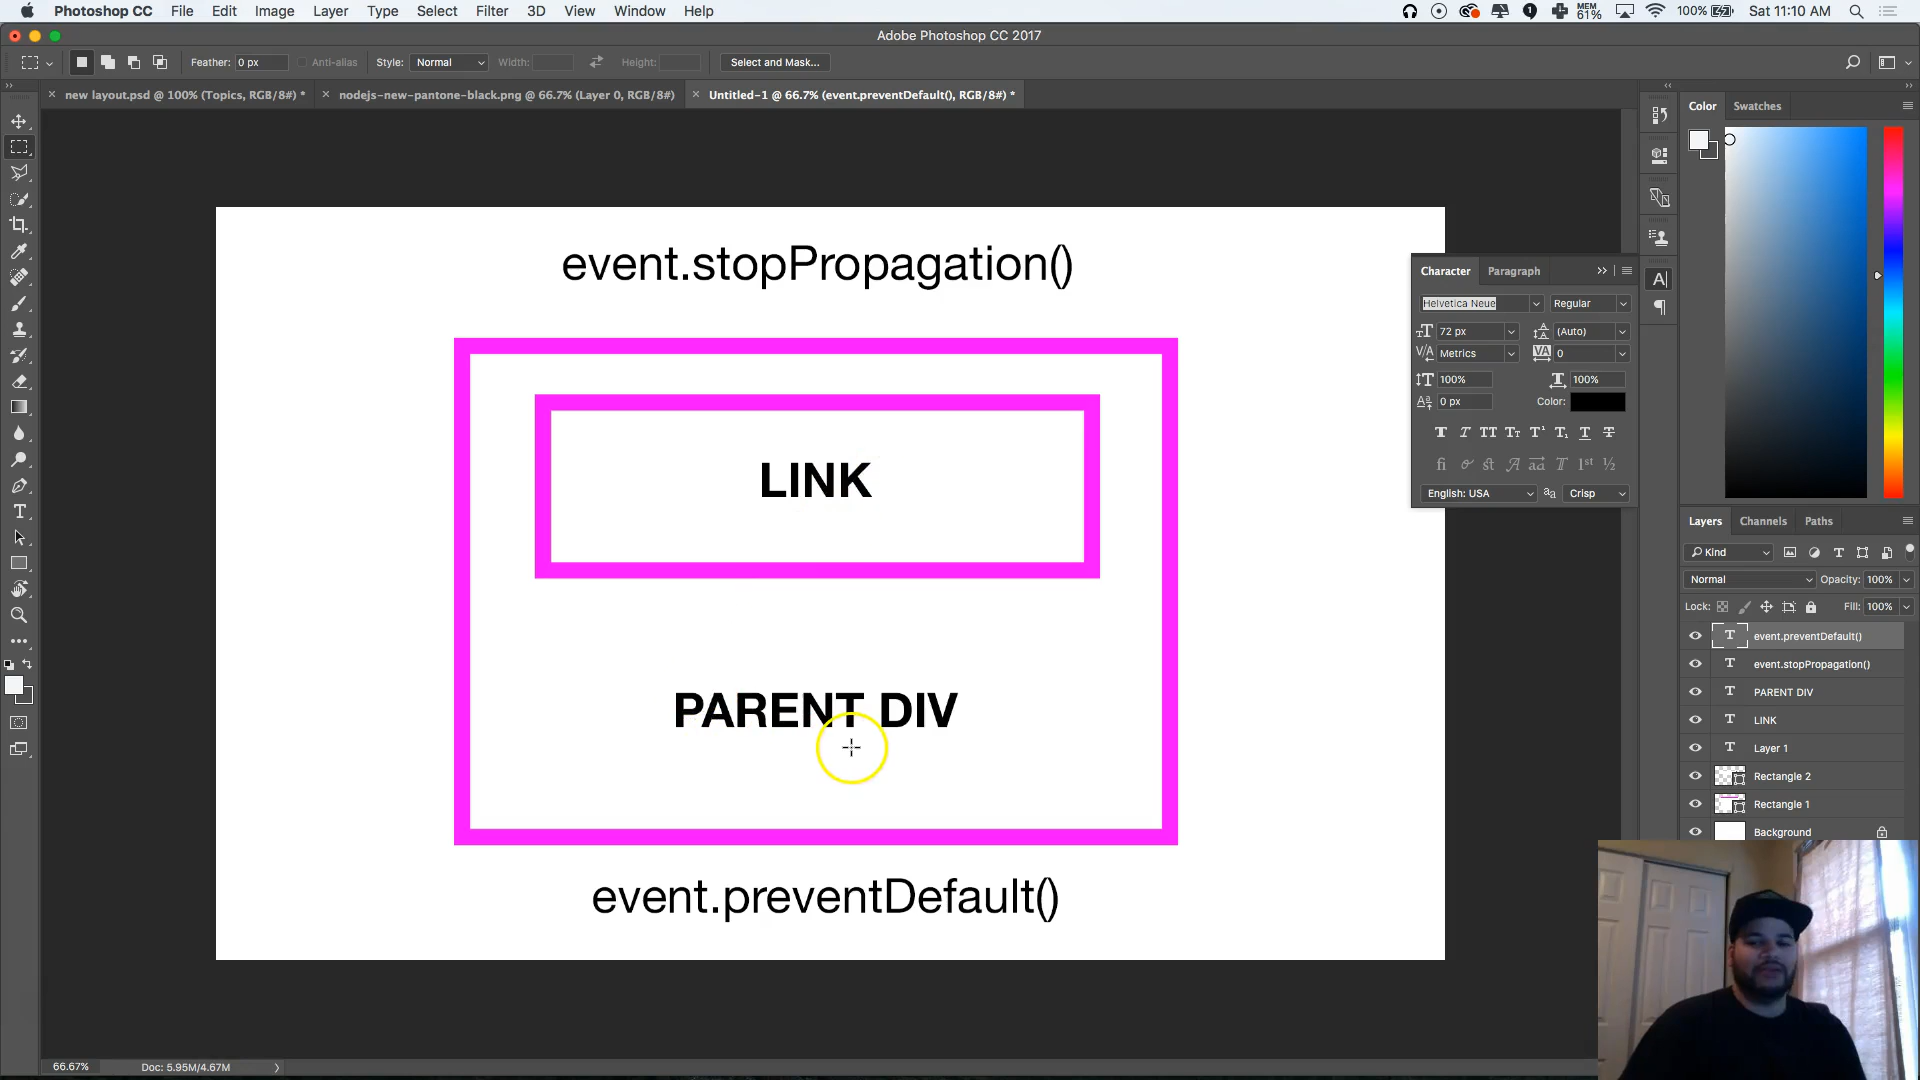 Photoshop CC File Edit Image Layer Type Select Filter 3D View Window Help MEM 61% 100% Sat 11:10 AM
Adobe Photoshop CC 2017
Feather: 0 px Anti-alias Style: Normal Width: Height: Select and Mask...
new layout.psd @ 100% (Topics, RGB/8#) * nodejs-new-pantone-black.png @ 66.7% (Layer 0, RGB/8#) Untitled-1 @ 66.7% (event.preventDefault(), RGB/8#) *
event.stopPropagation()
LINK
PARENT DIV
event.preventDefault()
Character Paragraph
Helvetica Neue Regular
72 px (Auto)
Metrics 0
100% 100%
0 px Color:
English: USA Crisp
Color Swatches
Layers Channels Paths
Kind
Normal Opacity: 100%
Lock: Fill: 100%
event.preventDefault()
event.stopPropagation()
PARENT DIV
LINK
Layer 1
Rectangle 2
Rectangle 1
Background
66.67% Doc: 5.95M/4.67M